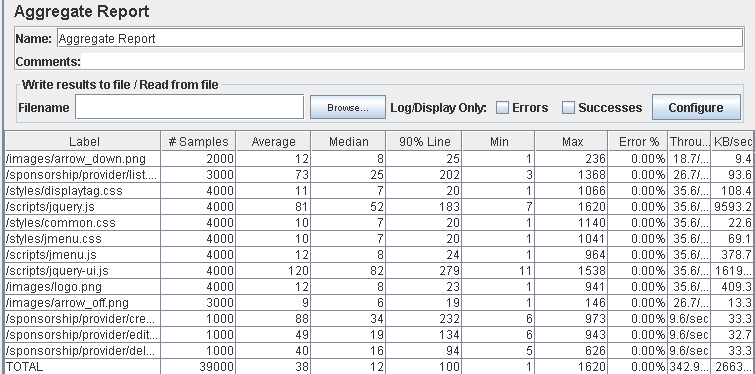 Aggregate Report
Name: Aggregate Report
Comments:
Write results to file / Read from file
Filename Browse... Log/Display Only: Errors Successes Configure
Label # Samples Average Median 90% Line Min Max Error % Throu... KB/sec
/images/arrow_down.png 2000 12 8 25 1 236 0.00% 18.7/... 9.4
/sponsorship/provider/list.... 3000 73 25 202 3 1368 0.00% 26.7/... 93.6
/styles/displaytag.css 4000 11 7 20 1 1066 0.00% 35.6/... 108.4
/scripts/jquery.js 4000 81 52 183 7 1620 0.00% 35.6/... 9593.2
/styles/common.css 4000 10 7 20 1 1140 0.00% 35.6/... 22.6
/styles/jmenu.css 4000 10 7 20 1 1041 0.00% 35.6/... 69.1
/scripts/jmenu.js 4000 12 8 24 1 964 0.00% 35.6/... 378.7
/scripts/jquery-ui.js 4000 120 82 279 11 1538 0.00% 35.6/... 1619...
/images/logo.png 4000 12 8 23 1 941 0.00% 35.6/... 409.3
/images/arrow_off.png 3000 9 6 19 1 146 0.00% 26.7/... 13.3
/sponsorship/provider/cre... 1000 88 34 232 6 973 0.00% 9.6/sec 33.3
/sponsorship/provider/edit... 1000 49 19 134 6 943 0.00% 9.6/sec 32.7
/sponsorship/provider/del... 1000 40 16 94 5 626 0.00% 9.6/sec 33.3
TOTAL 39000 38 12 100 1 1620 0.00% 342.9... 2663...